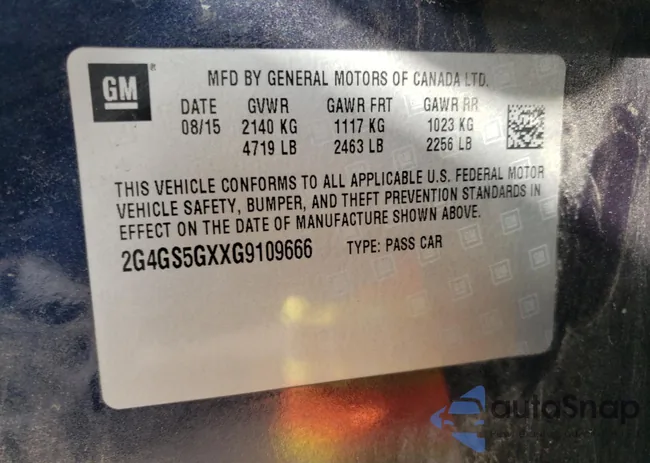 GM ®
MFD BY GENERAL MOTORS OF CANADA LTD.
DATE GVWR GAWR FRT GAWR RR
08/15 2140 KG 1117 KG 1023 KG
4719 LB 2463 LB 2256 LB
THIS VEHICLE CONFORMS TO ALL APPLICABLE U.S. FEDERAL MOTOR
VEHICLE SAFETY, BUMPER, AND THEFT PREVENTION STANDARDS IN
EFFECT ON THE DATE OF MANUFACTURE SHOWN ABOVE.
2G4GS5GXXG9109666 TYPE: PASS CAR
autoSnap